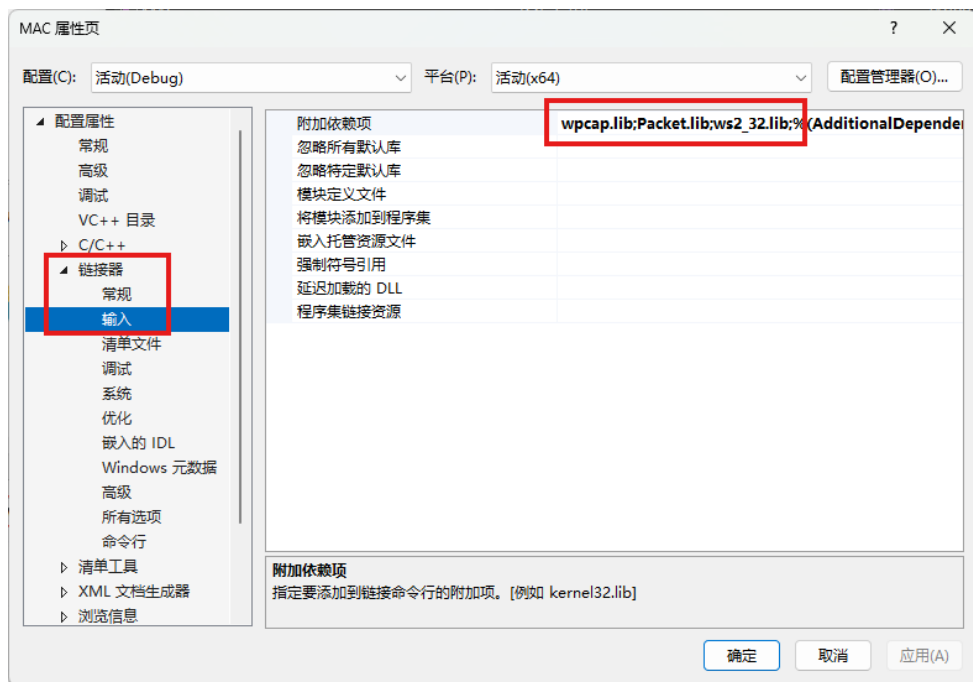 MAC 属性页
配置(C): 活动(Debug) 平台(P): 活动(x64) 配置管理器(O)...
配置属性
常规
高级
调试
VC++ 目录
C/C++
链接器
常规
输入
清单文件
调试
系统
优化
嵌入的 IDL
Windows 元数据
高级
所有选项
命令行
清单工具
XML 文档生成器
浏览信息
附加依赖项 wpcap.lib;Packet.lib;ws2_32.lib;%(AdditionalDepender
忽略所有默认库
忽略特定默认库
模块定义文件
将模块添加到程序集
嵌入托管资源文件
强制符号引用
延迟加载的 DLL
程序集链接资源
附加依赖项
指定要添加到链接命令行的附加项。[例如 kernel32.lib]
确定 取消 应用(A)